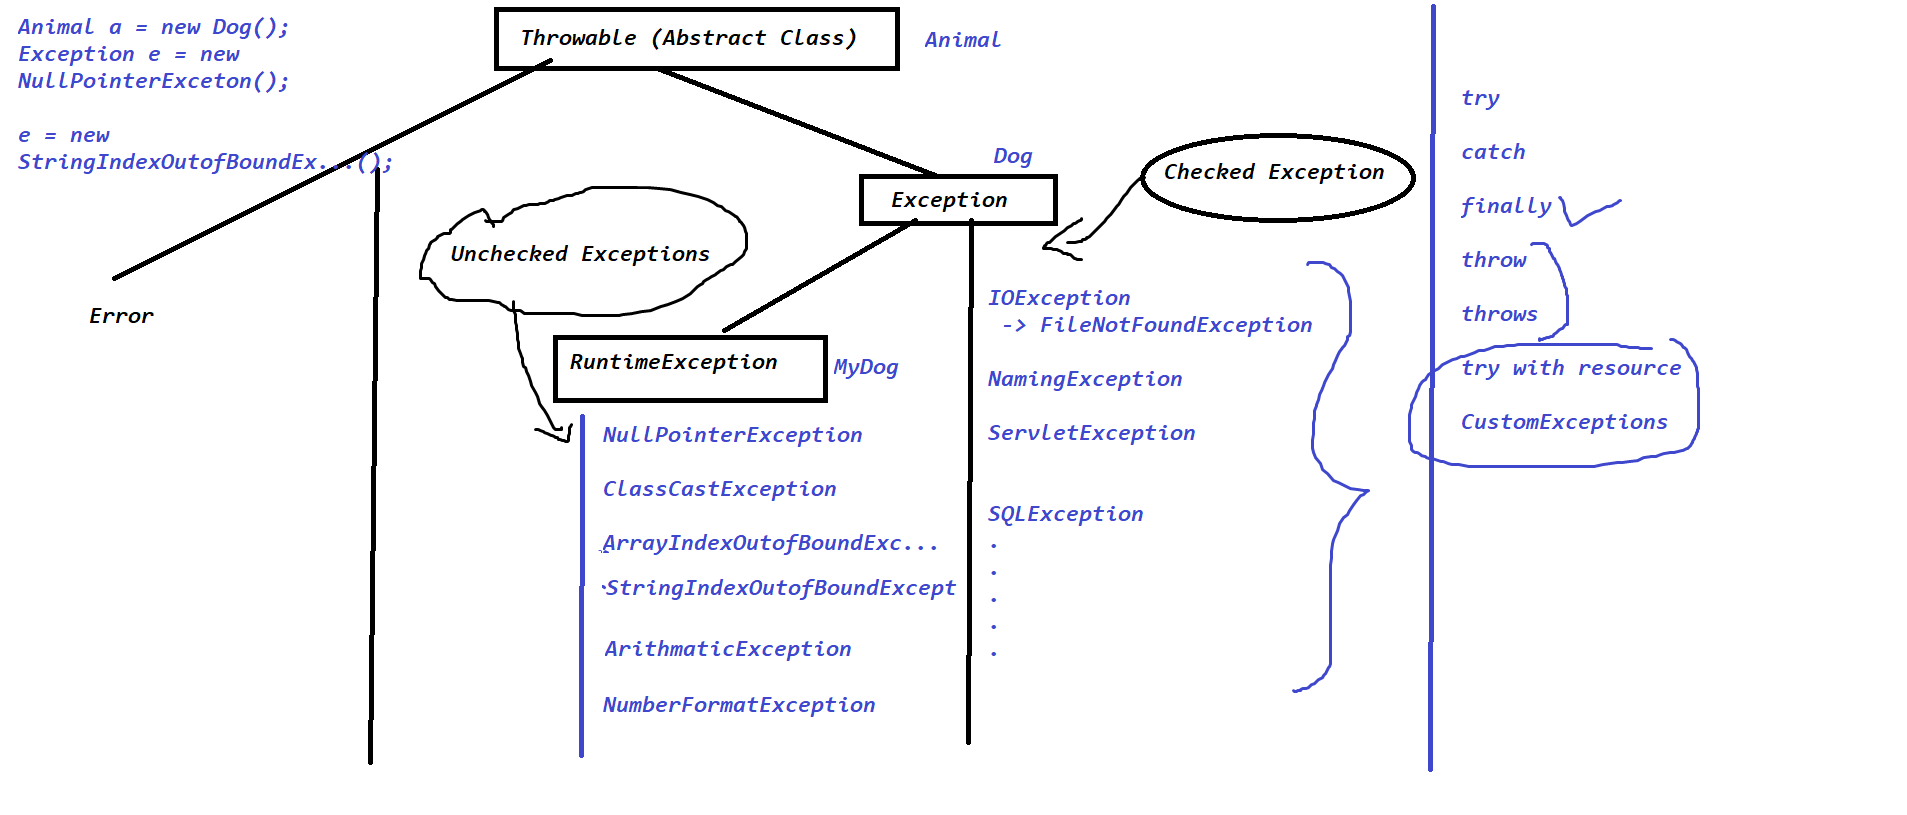 Animal a = new Dog();
Exception e = new
NullPointerExceton();
e = new
StringIndexOutofBoundEx...();
Throwable (Abstract Class)
Animal
Error
Unchecked Exceptions
Dog
Exception
Checked Exception
RuntimeException
MyDog
NullPointerException
ClassCastException
ArrayIndexOutofBoundExc...
StringIndexOutofBoundExcept
ArithmaticException
NumberFormatException
IOException
-> FileNotFoundException
NamingException
ServletException
SQLException
.
.
.
.
.
try
catch
finally
throw
throws
try with resource
CustomExceptions